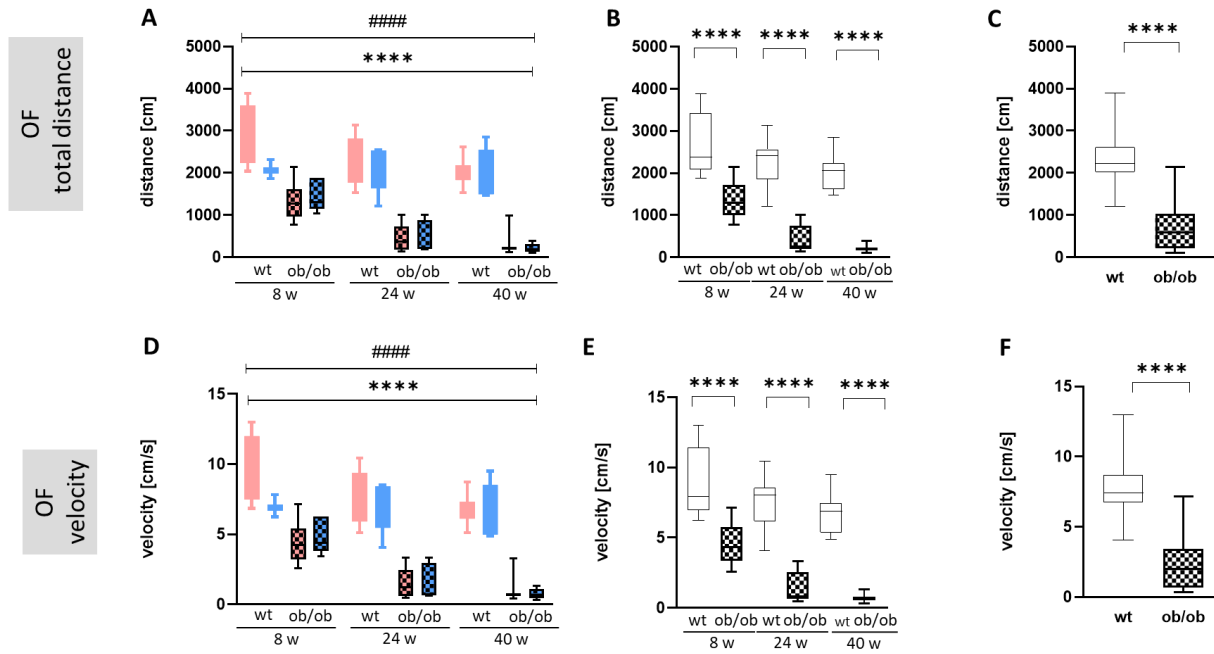 OF
total distance
A
####
****
5000
4000
3000
2000
1000
0
distance [cm]
wt ob/ob wt ob/ob wt ob/ob
8 w 24 w 40 w
B
**** **** ****
5000
4000
3000
2000
1000
0
distance [cm]
wt ob/ob wt ob/ob wt ob/ob
8 w 24 w 40 w
C
****
5000
4000
3000
2000
1000
0
distance [cm]
wt ob/ob
OF
velocity
D
####
****
15
10
5
0
velocity [cm/s]
wt ob/ob wt ob/ob wt ob/ob
8 w 24 w 40 w
E
**** **** ****
15
10
5
0
velocity [cm/s]
wt ob/ob wt ob/ob wt ob/ob
8 w 24 w 40 w
F
****
15
10
5
0
velocity [cm/s]
wt ob/ob